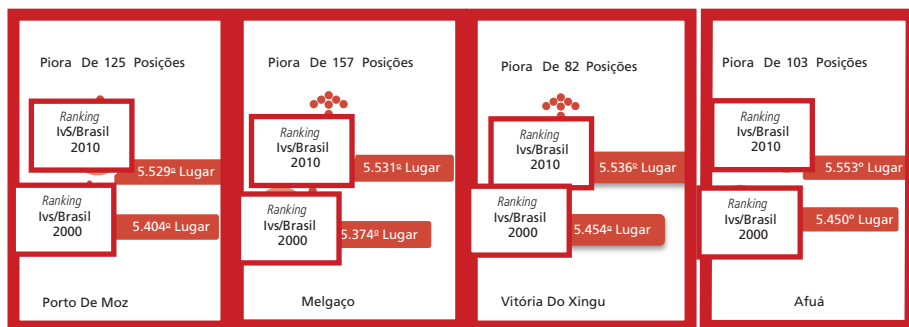 Piora De 125 Posições
Ranking
IvS/Brasil
2010
5.529º Lugar
Ranking
Ivs/Brasil
2000
5.404º Lugar
Porto De Moz
Piora De 157 Posições
Ranking
Ivs/Brasil
2010
5.531º Lugar
Ranking
Ivs/Brasil
2000
5.374º Lugar
Melgaço
Piora De 82 Posições
Ranking
Ivs/Brasil
2010
5.536º Lugar
Ranking
Ivs/Brasil
2000
5.454º Lugar
Vitória Do Xingu
Piora De 103 Posições
Ranking
Ivs/Brasil
2010
5.553° Lugar
Ranking
Ivs/Brasil
2000
5.450° Lugar
Afuá